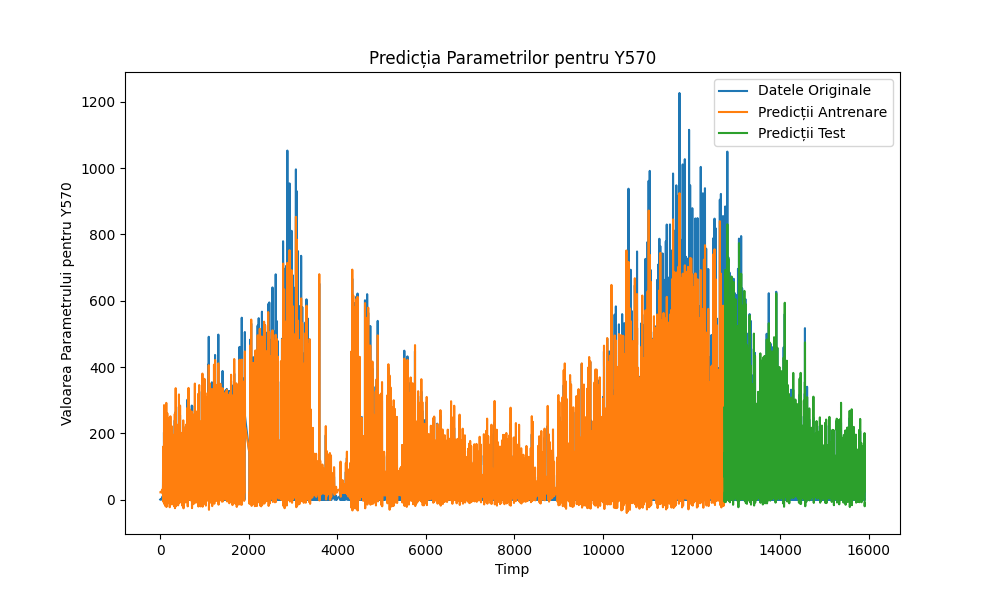 Predicția Parametrilor pentru Y570
Datele Originale
Predicții Antrenare
Predicții Test
Valoarea Parametrului pentru Y570
1200
1000
800
600
400
200
0
0 2000 4000 6000 8000 10000 12000 14000 16000
Timp